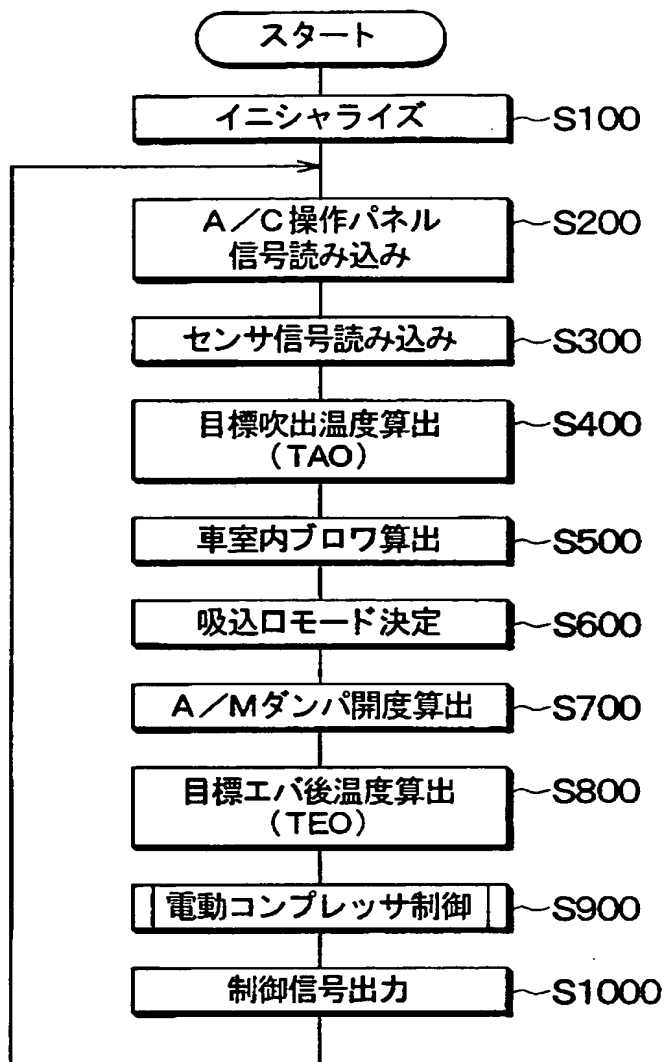 スタート
イニシャライズ
S100
A/C操作パネル
信号読み込み
S200
センサ信号読み込み
S300
目標吹出温度算出
(TAO)
S400
車室内ブロワ算出
S500
吸込口モード決定
S600
A/Mダンパ開度算出
S700
目標エバ後温度算出
(TEO)
S800
電動コンプレッサ制御
S900
制御信号出力
S1000